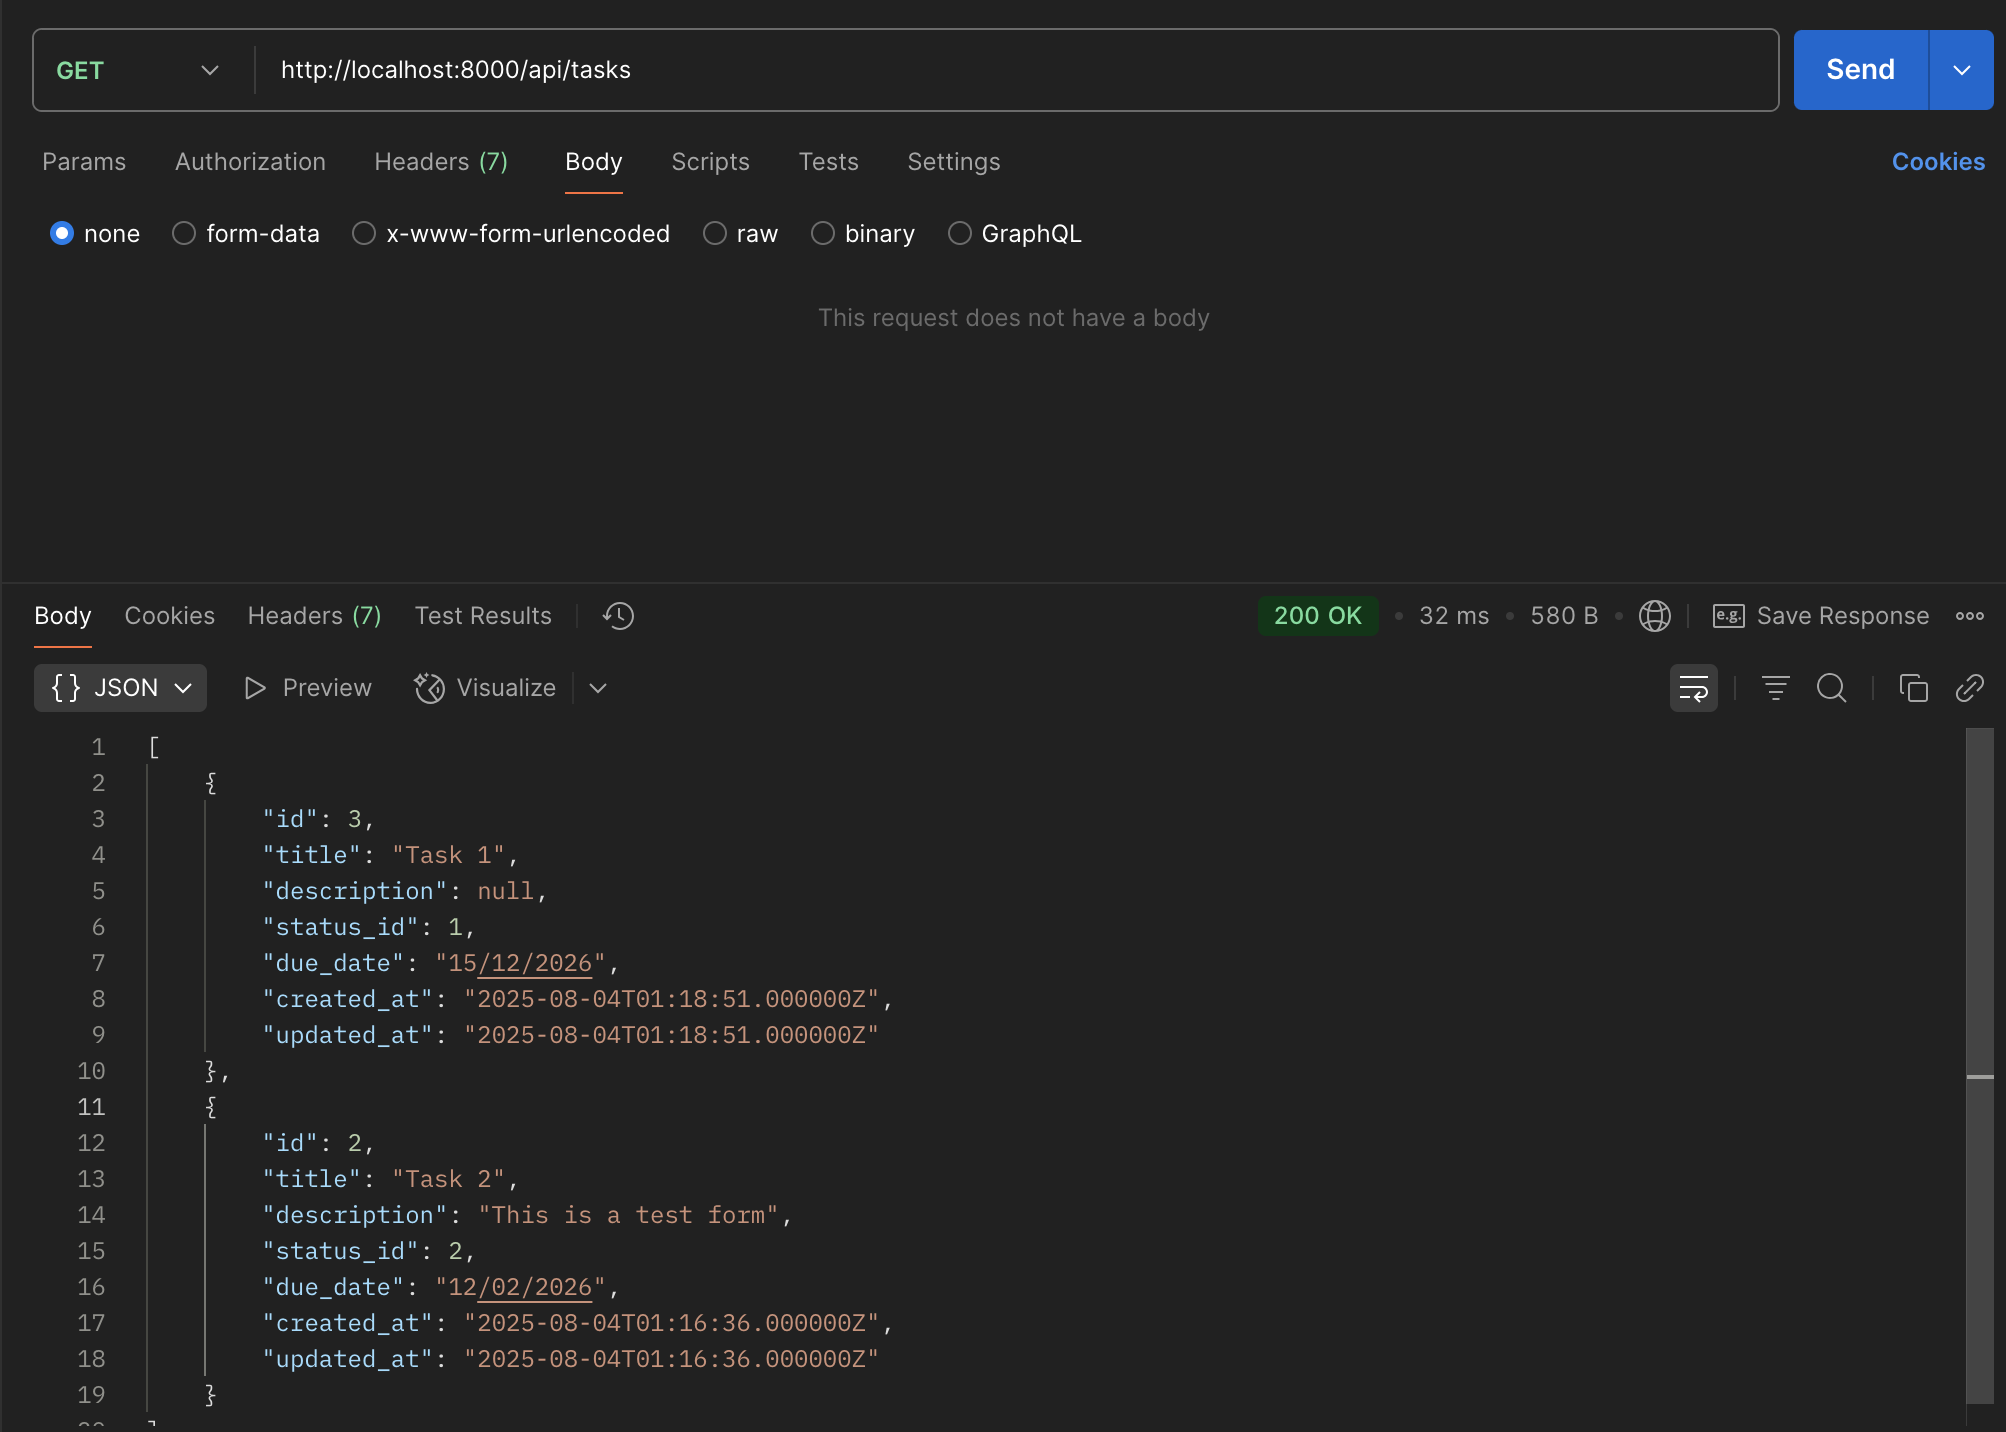 GET http://localhost:8000/api/tasks Send
Params Authorization Headers (7) Body Scripts Tests Settings Cookies
none form-data x-www-form-urlencoded raw binary GraphQL
This request does not have a body
Body Cookies Headers (7) Test Results 200 OK • 32 ms • 580 B • e.g. Save Response
{} JSON Preview Visualize
1 [
2 {
3 "id": 3,
4 "title": "Task 1",
5 "description": null,
6 "status_id": 1,
7 "due_date": "15/12/2026",
8 "created_at": "2025-08-04T01:18:51.000000Z",
9 "updated_at": "2025-08-04T01:18:51.000000Z"
10 },
11 {
12 "id": 2,
13 "title": "Task 2",
14 "description": "This is a test form",
15 "status_id": 2,
16 "due_date": "12/02/2026",
17 "created_at": "2025-08-04T01:16:36.000000Z",
18 "updated_at": "2025-08-04T01:16:36.000000Z"
19 }